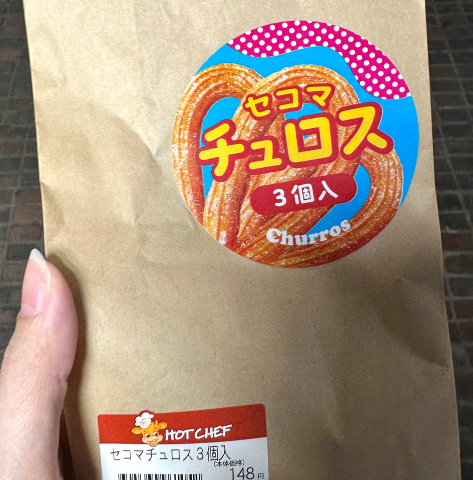 セコマ
チュロス
3個入
Churros
HOT CHEF
セコマチュロス3個入
(本体価格)
148円